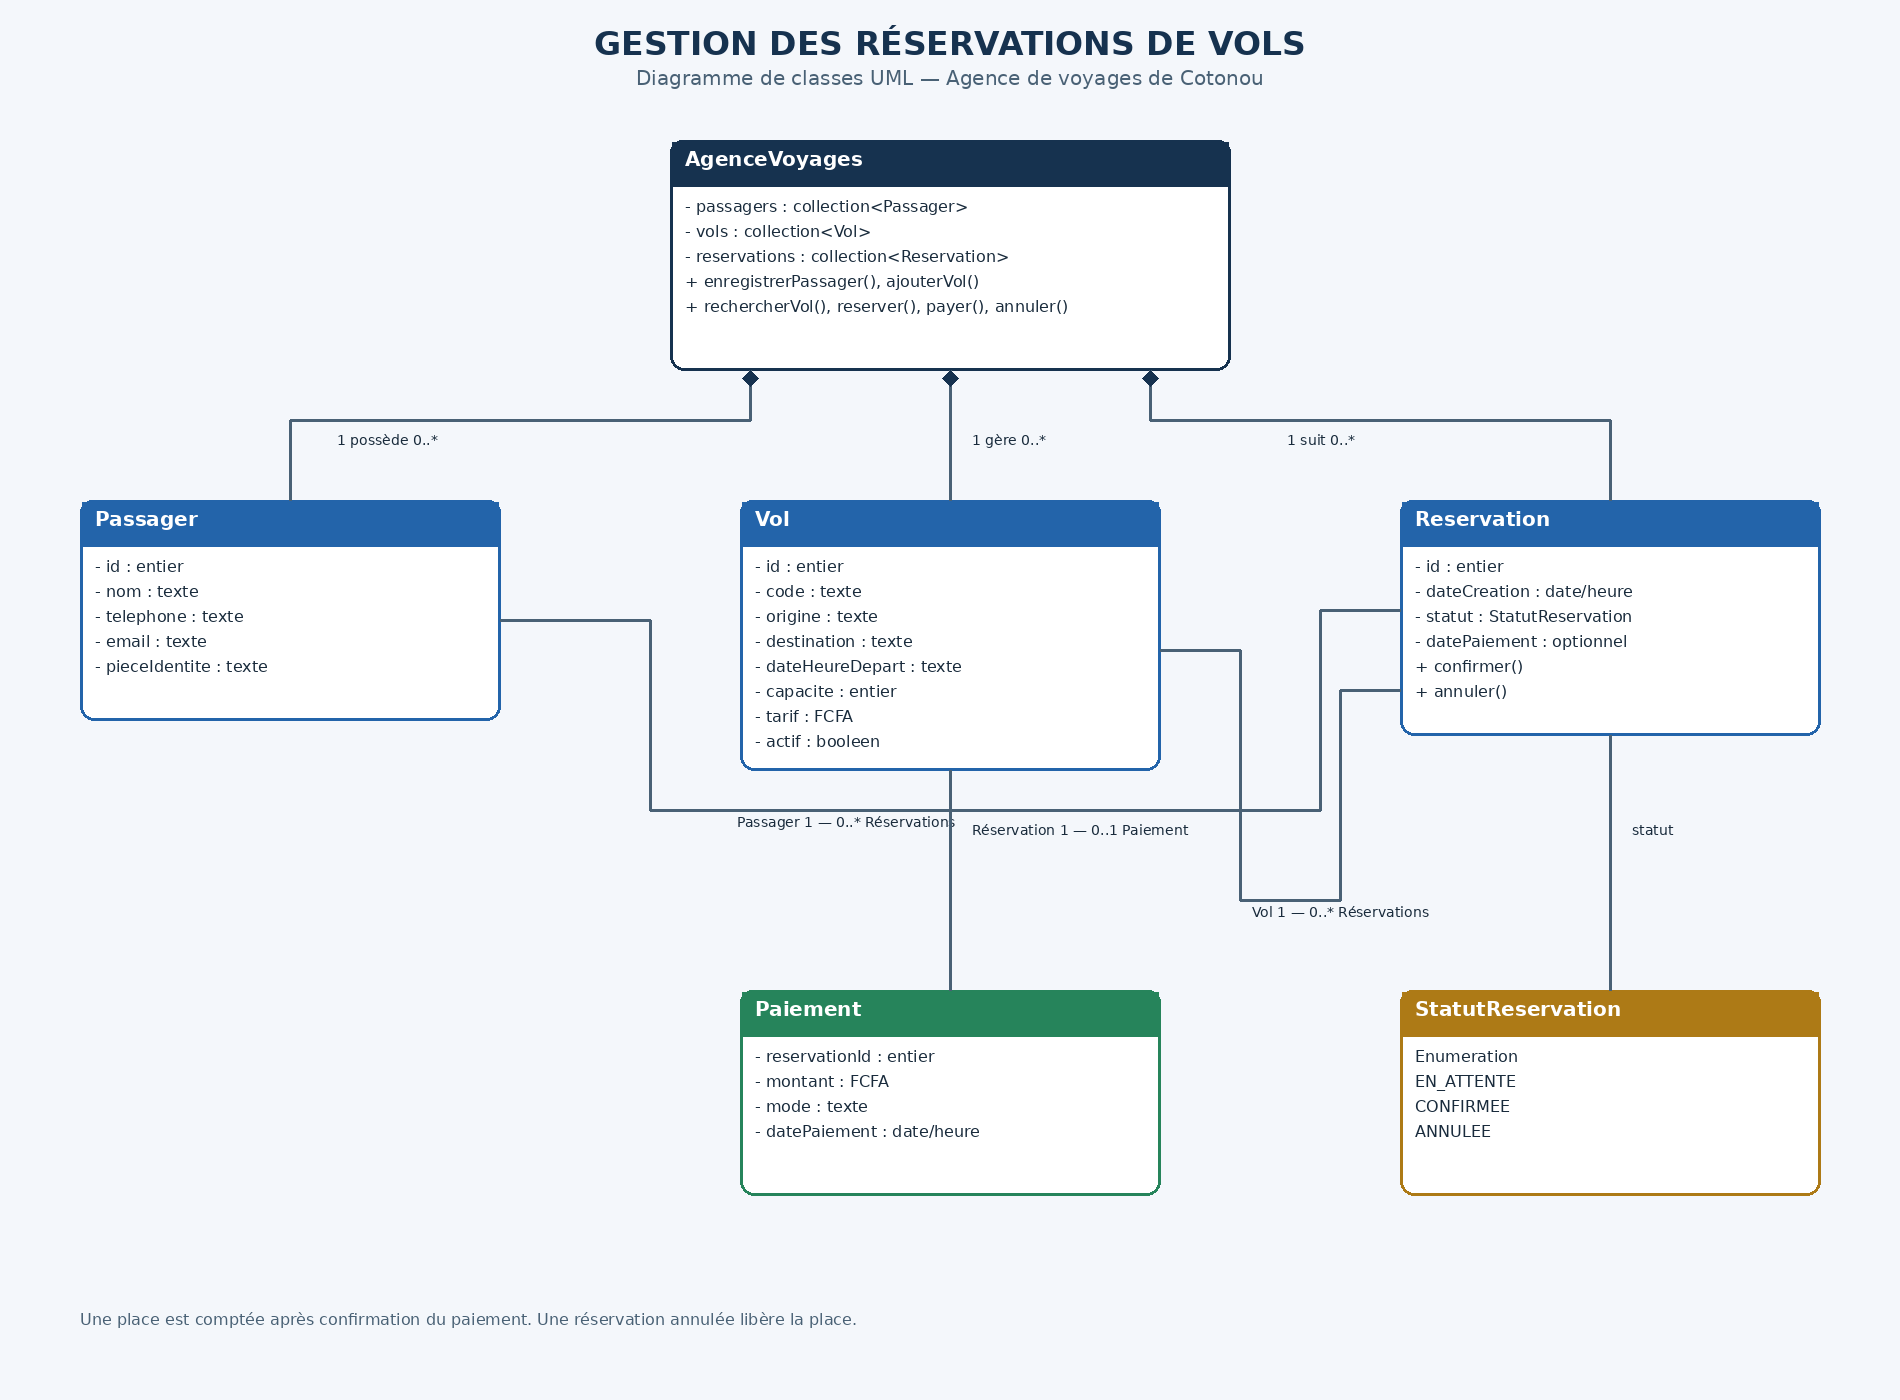 GESTION DES RÉSERVATIONS DE VOLS
Diagramme de classes UML — Agence de voyages de Cotonou
AgenceVoyages
- passagers : collection<Passager>
- vols : collection<Vol>
- reservations : collection<Reservation>
+ enregistrerPassager(), ajouterVol()
+ rechercherVol(), reserver(), payer(), annuler()
1 possède 0..*
1 gère 0..*
1 suit 0..*
Passager
- id : entier
- nom : texte
- telephone : texte
- email : texte
- pieceIdentite : texte
Vol
- id : entier
- code : texte
- origine : texte
- destination : texte
- dateHeureDepart : texte
- capacite : entier
- tarif : FCFA
- actif : booleen
Reservation
- id : entier
- dateCreation : date/heure
- statut : StatutReservation
- datePaiement : optionnel
+ confirmer()
+ annuler()
Passager 1 — 0..* Réservations
Réservation 1 — 0..1 Paiement
statut
Vol 1 — 0..* Réservations
Paiement
- reservationId : entier
- montant : FCFA
- mode : texte
- datePaiement : date/heure
StatutReservation
Enumeration
EN_ATTENTE
CONFIRMEE
ANNULEE
Une place est comptée après confirmation du paiement. Une réservation annulée libère la place.